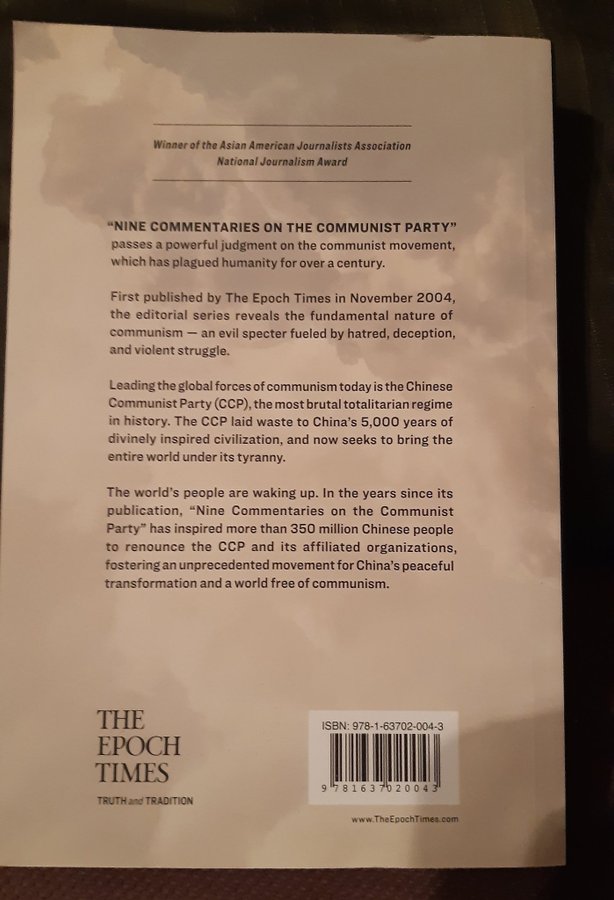 Winner of the Asian American Journalists Association
National Journalism Award
“NINE COMMENTARIES ON THE COMMUNIST PARTY”
passes a powerful judgment on the communist movement,
which has plagued humanity for over a century.
First published by The Epoch Times in November 2004,
the editorial series reveals the fundamental nature of
communism — an evil specter fueled by hatred, deception,
and violent struggle.
Leading the global forces of communism today is the Chinese
Communist Party (CCP), the most brutal totalitarian regime
in history. The CCP laid waste to China’s 5,000 years of
divinely inspired civilization, and now seeks to bring the
entire world under its tyranny.
The world’s people are waking up. In the years since its
publication, “Nine Commentaries on the Communist
Party” has inspired more than 350 million Chinese people
to renounce the CCP and its affiliated organizations,
fostering an unprecedented movement for China’s peaceful
transformation and a world free of communism.
THE
EPOCH
TIMES
TRUTH and TRADITION
ISBN: 978-1-63702-004-3
9 781637 020043
www.TheEpochTimes.com